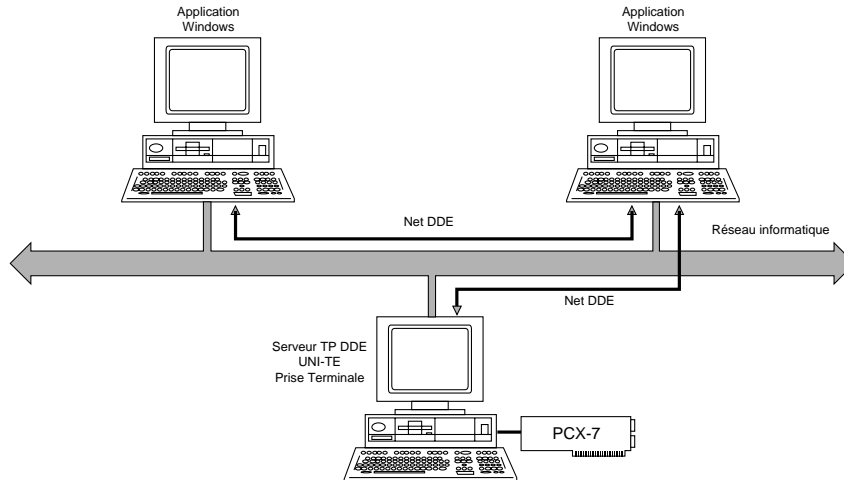 Application
Windows
Application
Windows
Net DDE
Réseau informatique
Net DDE
Serveur TP DDE
UNI-TE
Prise Terminale
PCX-7